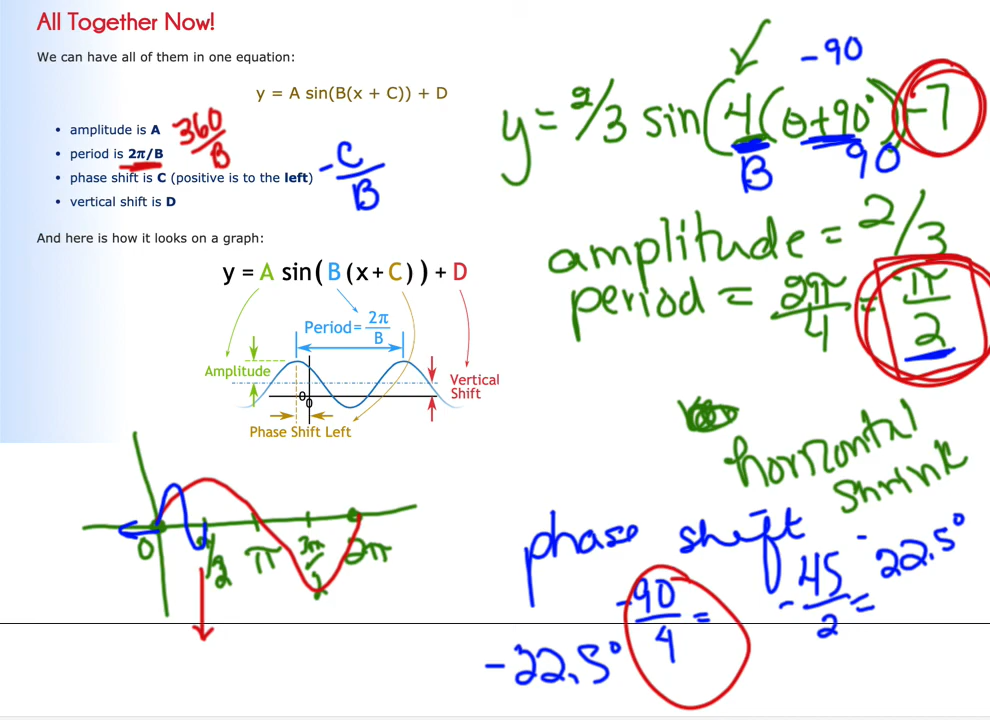 All Together Now!
We can have all of them in one equation:
y = A sin(B(x + C)) + D
• amplitude is A
• period is 2π/B
360/B
• phase shift is C (positive is to the left)
-C/B
• vertical shift is D
And here is how it looks on a graph:
y = A sin(B(x+C)) + D
Period = 2π/B
Amplitude
Vertical
Shift
0
0
Phase Shift Left
-90
y = 2/3 sin(4(θ+90°)-7
B
90
amplitude = 2/3
period = 2π/4 = π/2
horizontal
shrink
phase shift
-90/4 =
-45/2 =
-22.5°
-22.5°
0
π/2
π
3π/2
2π